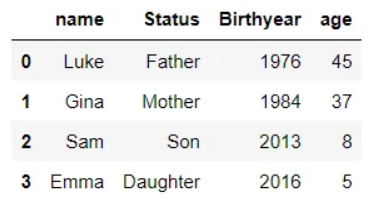 name Status Birthyear age
0 Luke Father 1976 45
1 Gina Mother 1984 37
2 Sam Son 2013 8
3 Emma Daughter 2016 5